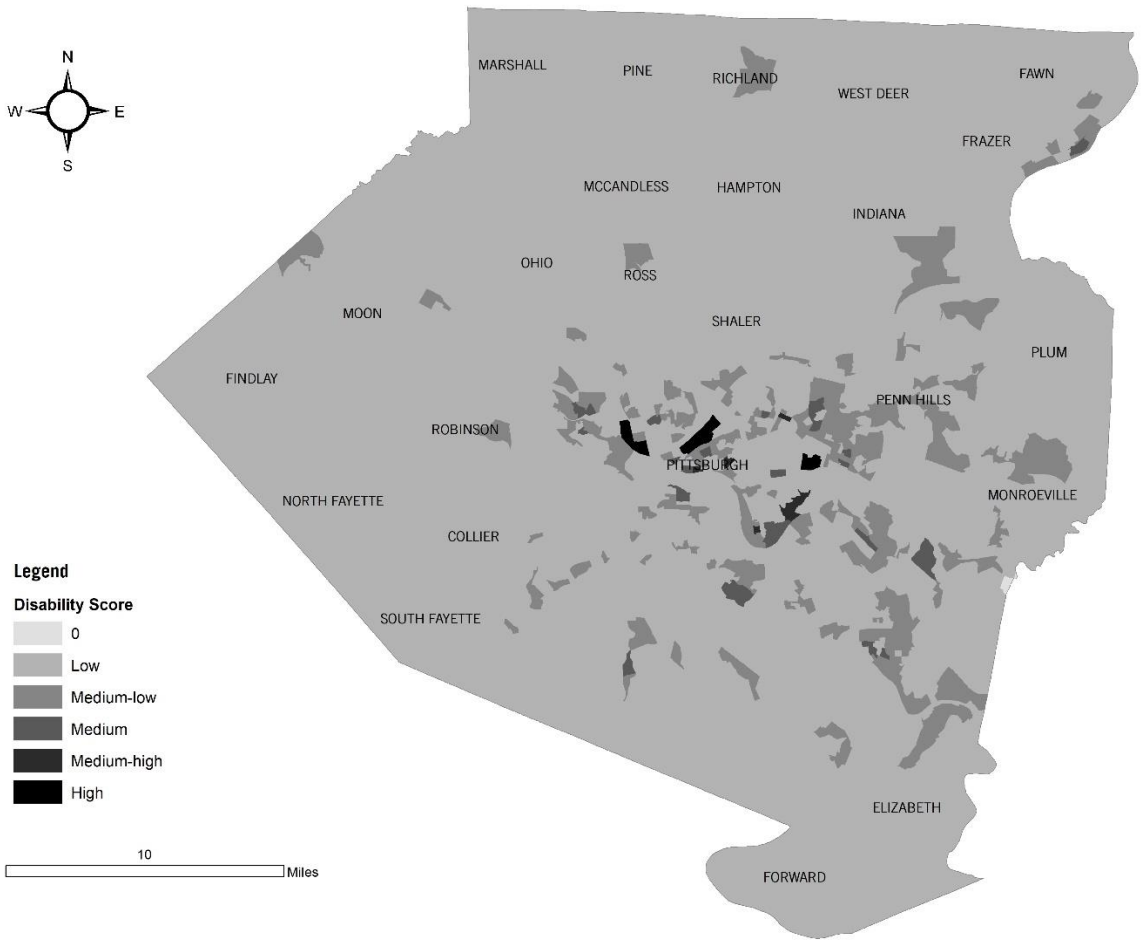 N
W E
S
MARSHALL
PINE
RICHLAND
WEST DEER
FAWN
FRAZER
MCCANDLESS
HAMPTON
INDIANA
OHIO
ROSS
MOON
SHALER
PLUM
FINDLAY
PENN HILLS
ROBINSON
PITTSBURGH
NORTH FAYETTE
MONROEVILLE
COLLIER
SOUTH FAYETTE
ELIZABETH
FORWARD
Legend
Disability Score
0
Low
Medium-low
Medium
Medium-high
High
10
Miles